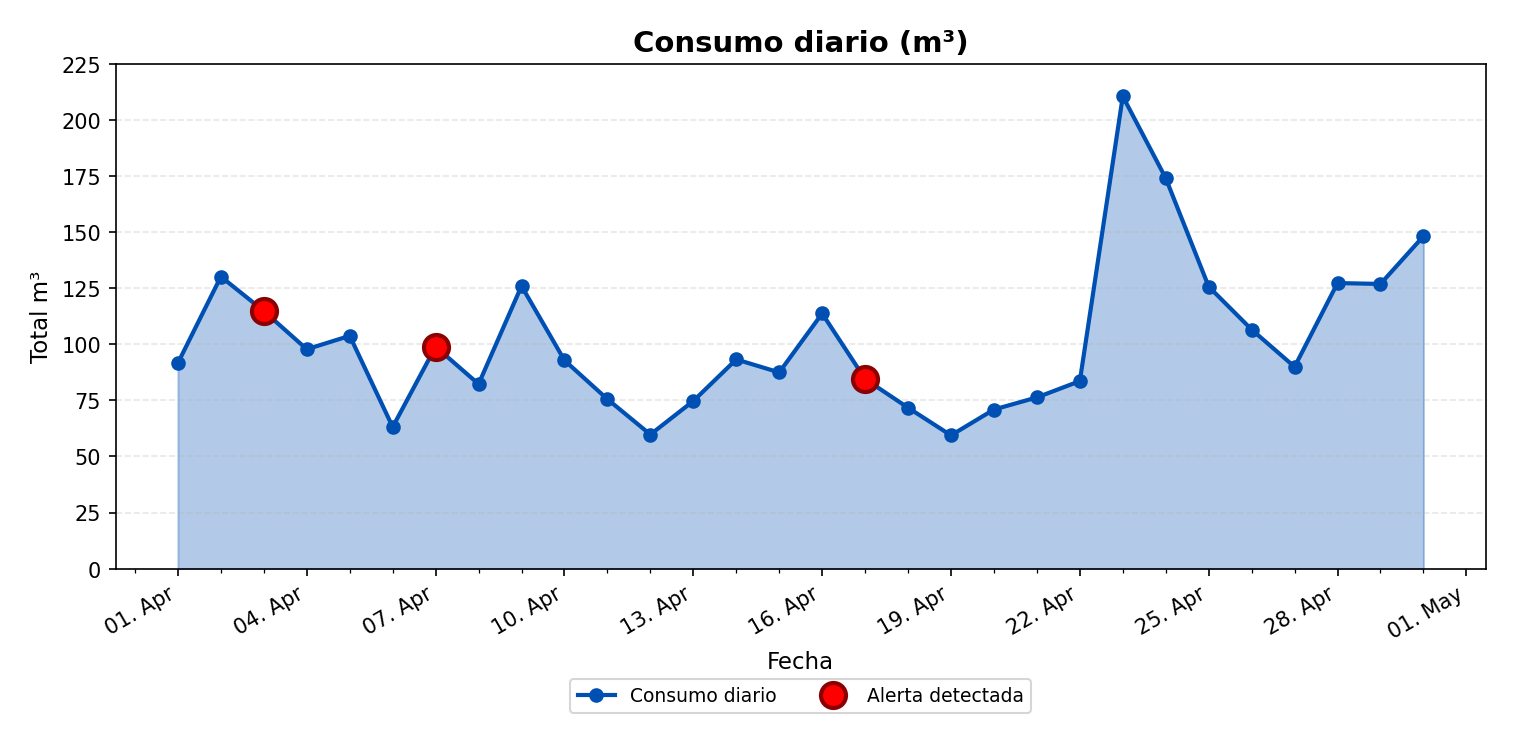 Consumo diario (m³)
Total m³
225
200
175
150
125
100
75
50
25
0
01. Apr
04. Apr
07. Apr
10. Apr
13. Apr
16. Apr
19. Apr
22. Apr
25. Apr
28. Apr
01. May
Fecha
Consumo diario
Alerta detectada